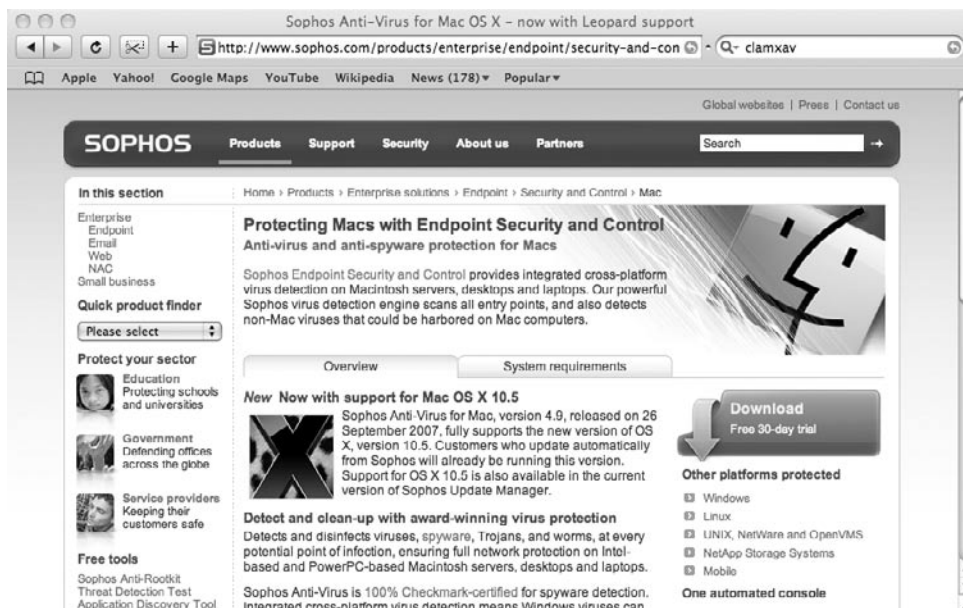 Sophos Anti-Virus for Mac OS X – now with Leopard support
http://www.sophos.com/products/enterprise/endpoint/security-and-con
clamxav
Apple Yahoo! Google Maps YouTube Wikipedia News (178) Popular
Global websites | Press | Contact us
SOPHOS Products Support Security About us Partners Search
In this section
Enterprise
Endpoint
Email
Web
NAC
Small business
Quick product finder
Please select
Protect your sector
Education
Protecting schools
and universities
Government
Defending offices
across the globe
Service providers
Keeping their
customers safe
Free tools
Sophos Anti-Rootkit
Threat Detection Test
Application Discovery Tool
Home › Products › Enterprise solutions › Endpoint › Security and Control › Mac
Protecting Macs with Endpoint Security and Control
Anti-virus and anti-spyware protection for Macs
Sophos Endpoint Security and Control provides integrated cross-platform
virus detection on Macintosh servers, desktops and laptops. Our powerful
Sophos virus detection engine scans all entry points, and also detects
non-Mac viruses that could be harbored on Mac computers.
Overview System requirements
New Now with support for Mac OS X 10.5
Sophos Anti-Virus for Mac, version 4.9, released on 26
September 2007, fully supports the new version of OS
X, version 10.5. Customers who update automatically
from Sophos will already be running this version.
Support for OS X 10.5 is also available in the current
version of Sophos Update Manager.
Detect and clean-up with award-winning virus protection
Detects and disinfects viruses, spyware, Trojans, and worms, at every
potential point of infection, ensuring full network protection on Intel-
based and PowerPC-based Macintosh servers, desktops and laptops.
Sophos Anti-Virus is 100% Checkmark-certified for spyware detection.
Integrated cross-platform virus detection means Windows viruses can
Download
Free 30-day trial
Other platforms protected
Windows
Linux
UNIX, NetWare and OpenVMS
NetApp Storage Systems
Mobile
One automated console